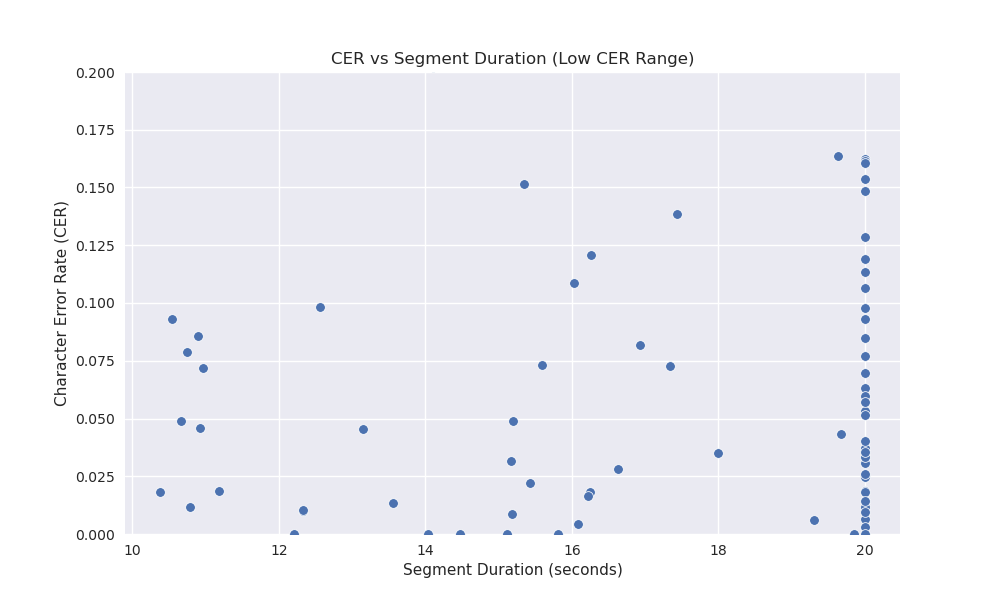 CER vs Segment Duration (Low CER Range)
Character Error Rate (CER)
0.200
0.175
0.150
0.125
0.100
0.075
0.050
0.025
0.000
10 12 14 16 18 20
Segment Duration (seconds)